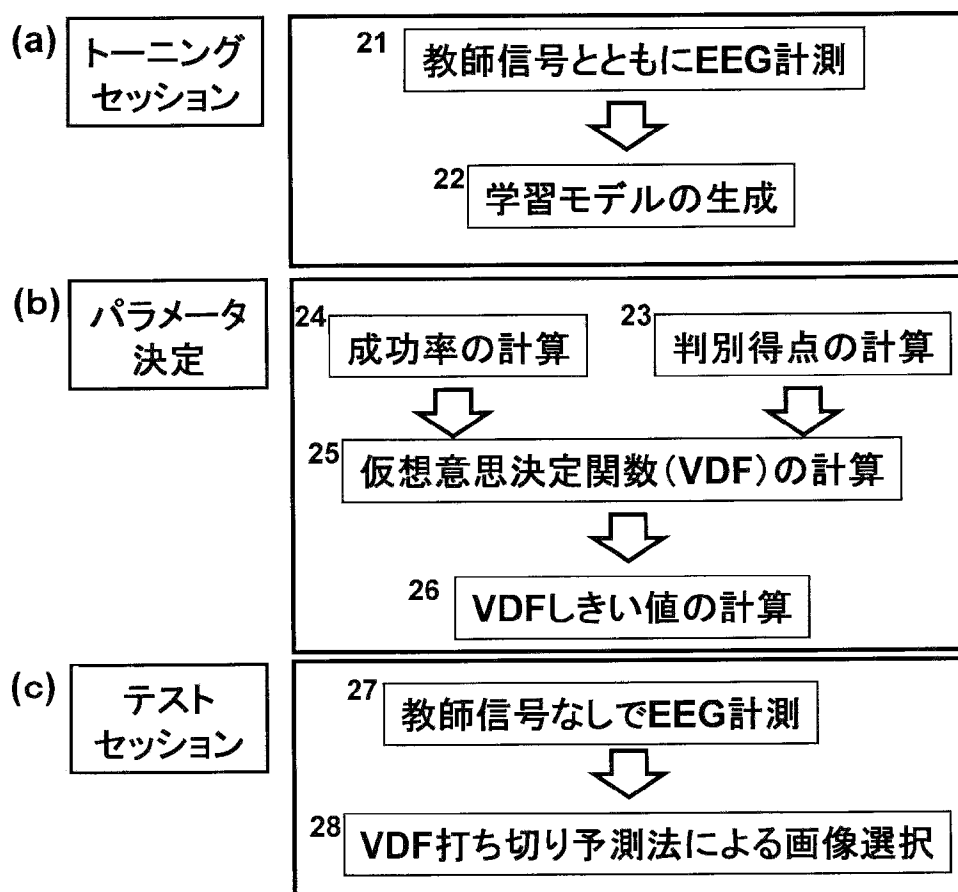 (a)
トーニング
セッション
21
教師信号とともにEEG計測
22
学習モデルの生成
(b)
パラメータ
決定
24
成功率の計算
23
判別得点の計算
25
仮想意思決定関数(VDF)の計算
26
VDFしきい値の計算
(c)
テスト
セッション
27
教師信号なしでEEG計測
28
VDF打ち切り予測法による画像選択